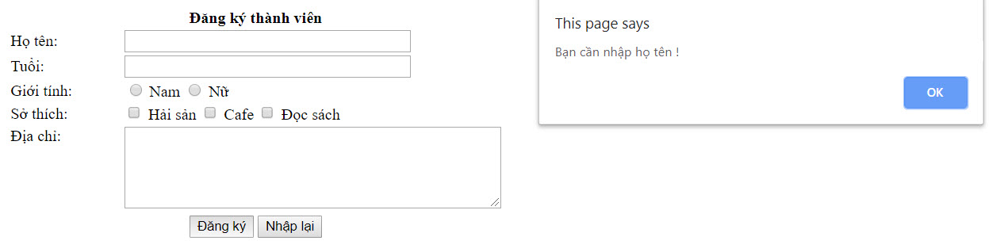 Đăng ký thành viên
Họ tên:
Tuổi:
Giới tính: Nam Nữ
Sở thích: Hải sản Cafe Đọc sách
Địa chỉ:
Đăng ký Nhập lại
This page says
Bạn cần nhập họ tên !
OK